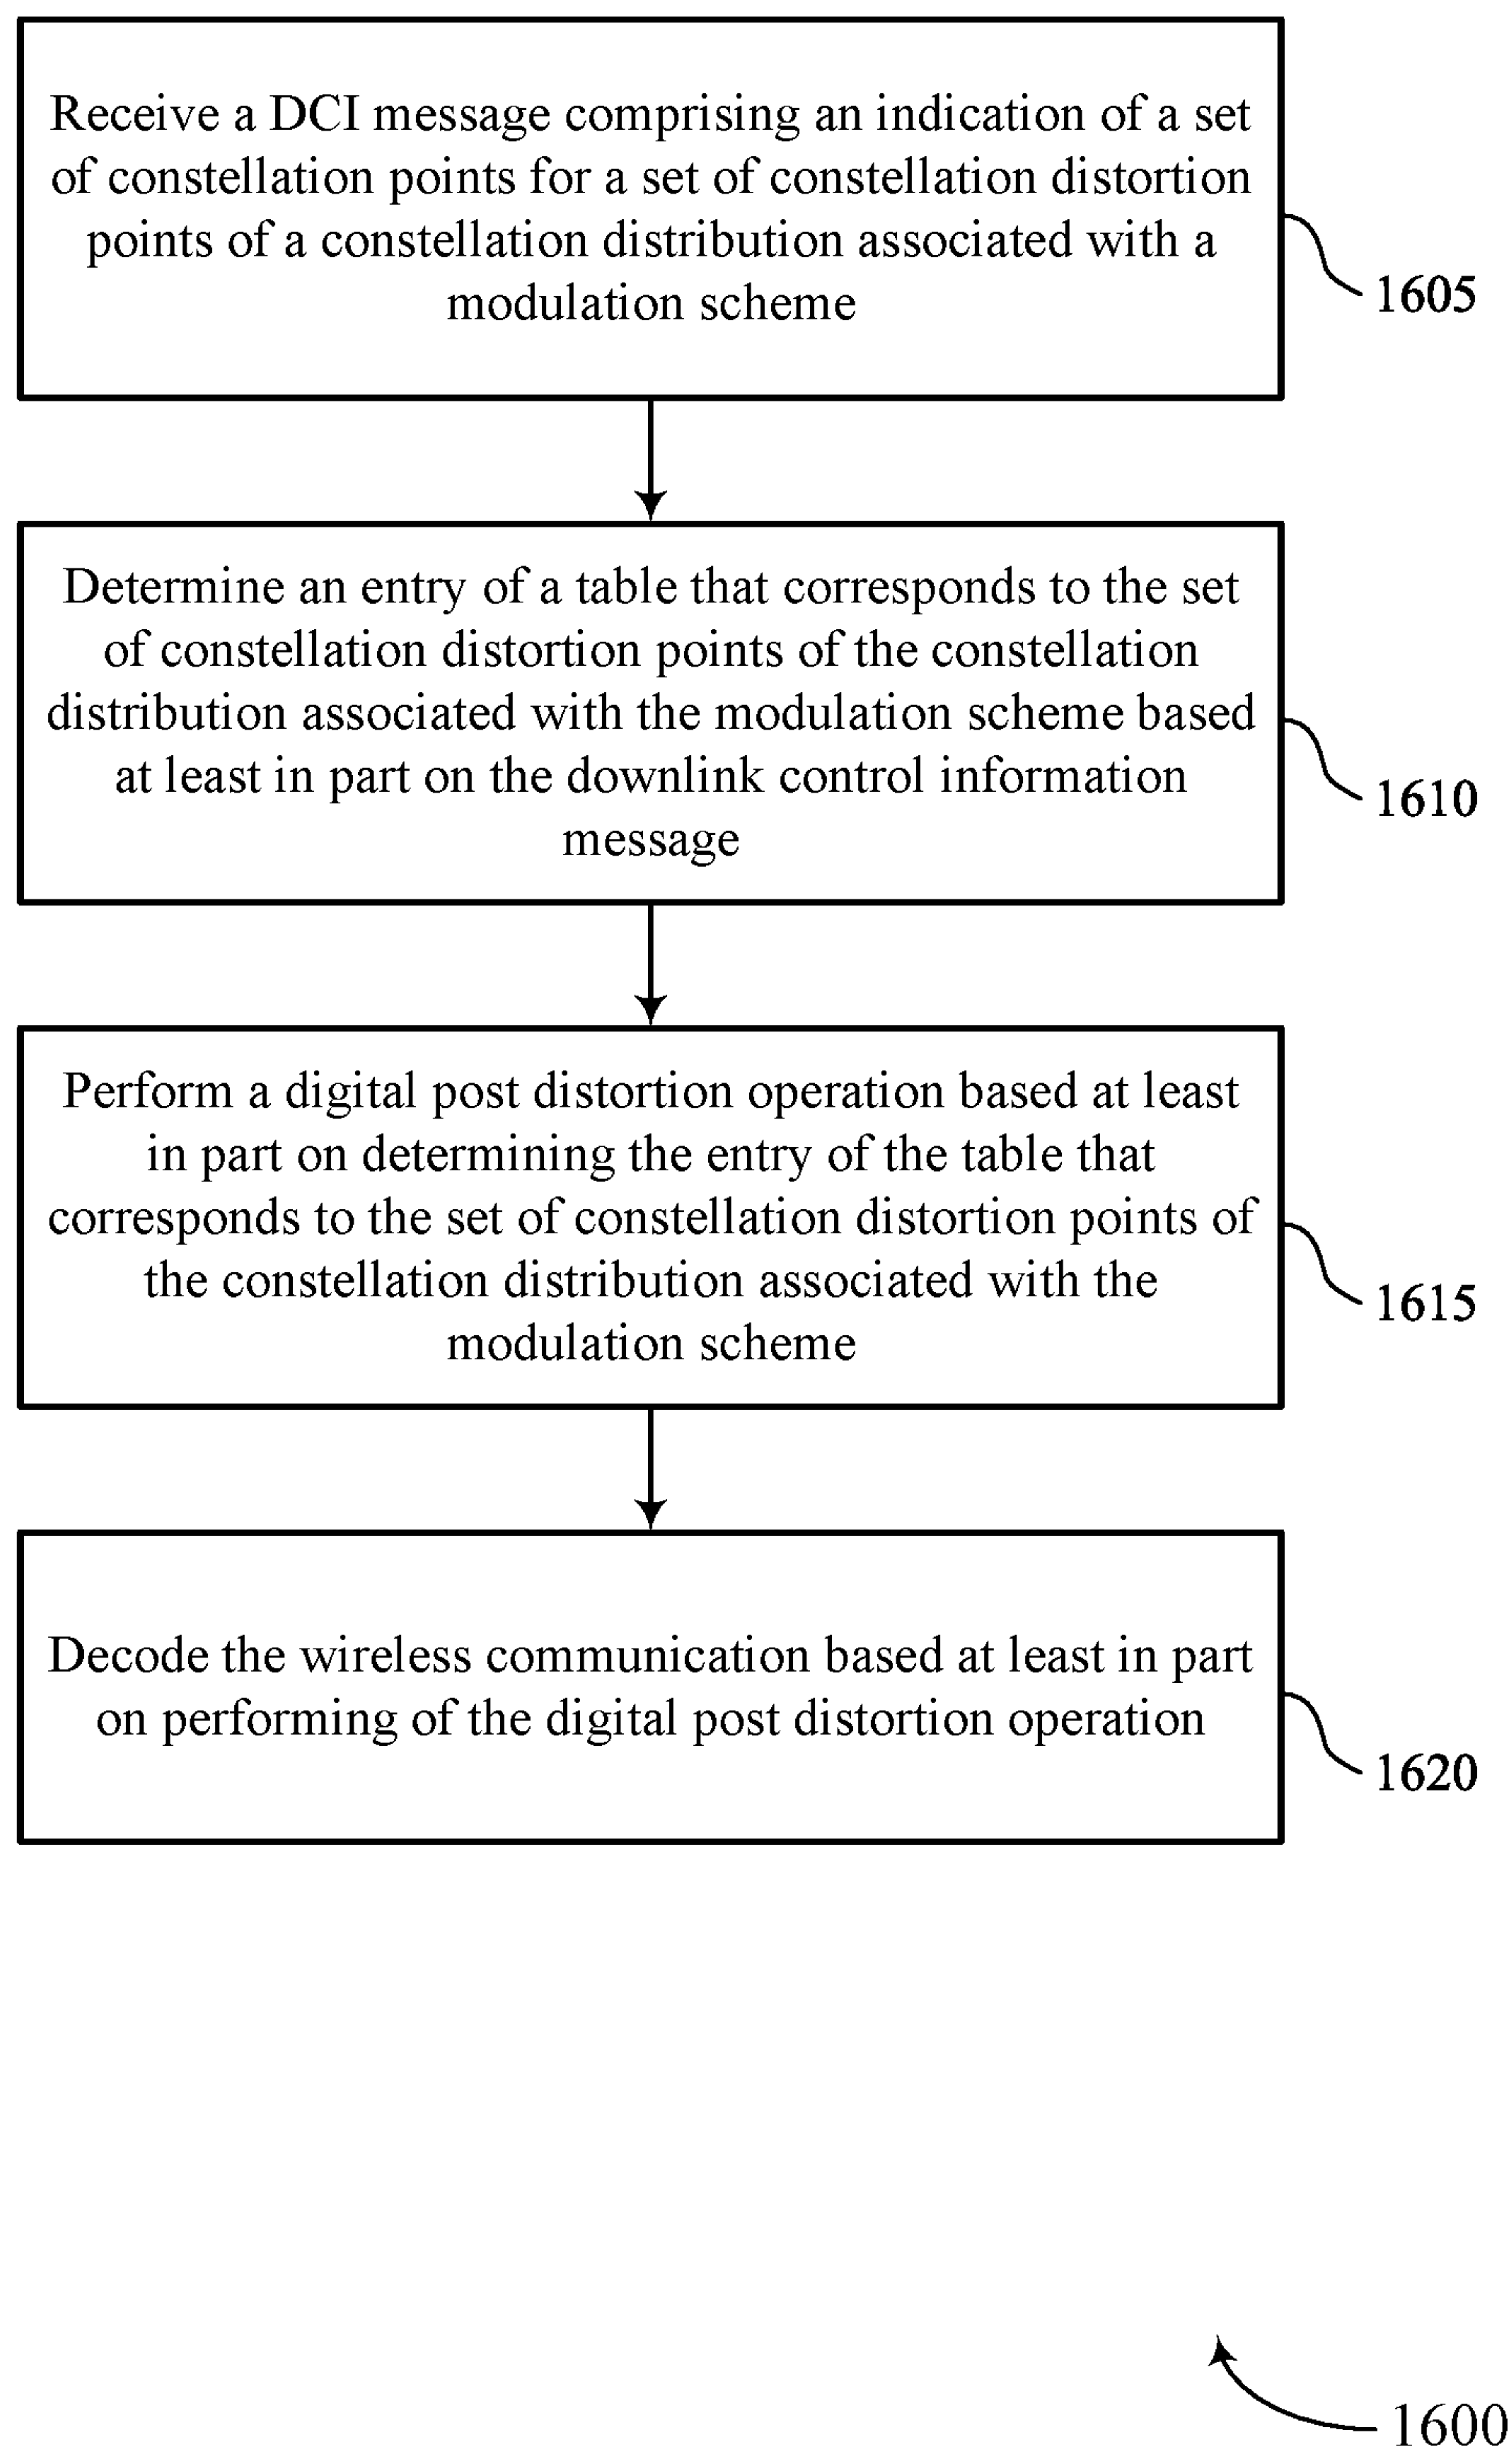 Receive a DCI message comprising an indication of a set
of constellation points for a set of constellation distortion
points of a constellation distribution associated with a
modulation scheme
1605
Determine an entry of a table that corresponds to the set
of constellation distortion points of the constellation
distribution associated with the modulation scheme based
at least in part on the downlink control information
message
1610
Perform a digital post distortion operation based at least
in part on determining the entry of the table that
corresponds to the set of constellation distortion points of
the constellation distribution associated with the
modulation scheme
1615
Decode the wireless communication based at least in part
on performing of the digital post distortion operation
1620
1600